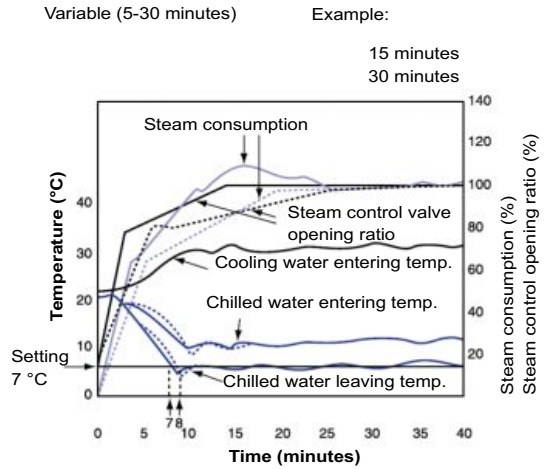 Variable (5-30 minutes) Example:
15 minutes
30 minutes
140
120
100
80
60
40
20
Steam consumption (%)
Steam control opening ratio (%)
Temperature (°C)
40
30
20
10
0
Setting
7 °C
Steam consumption
Steam control valve
opening ratio
Cooling water entering temp.
Chilled water entering temp.
Chilled water leaving temp.
7 8
0 5 10 15 20 25 30 35 40
Time (minutes)